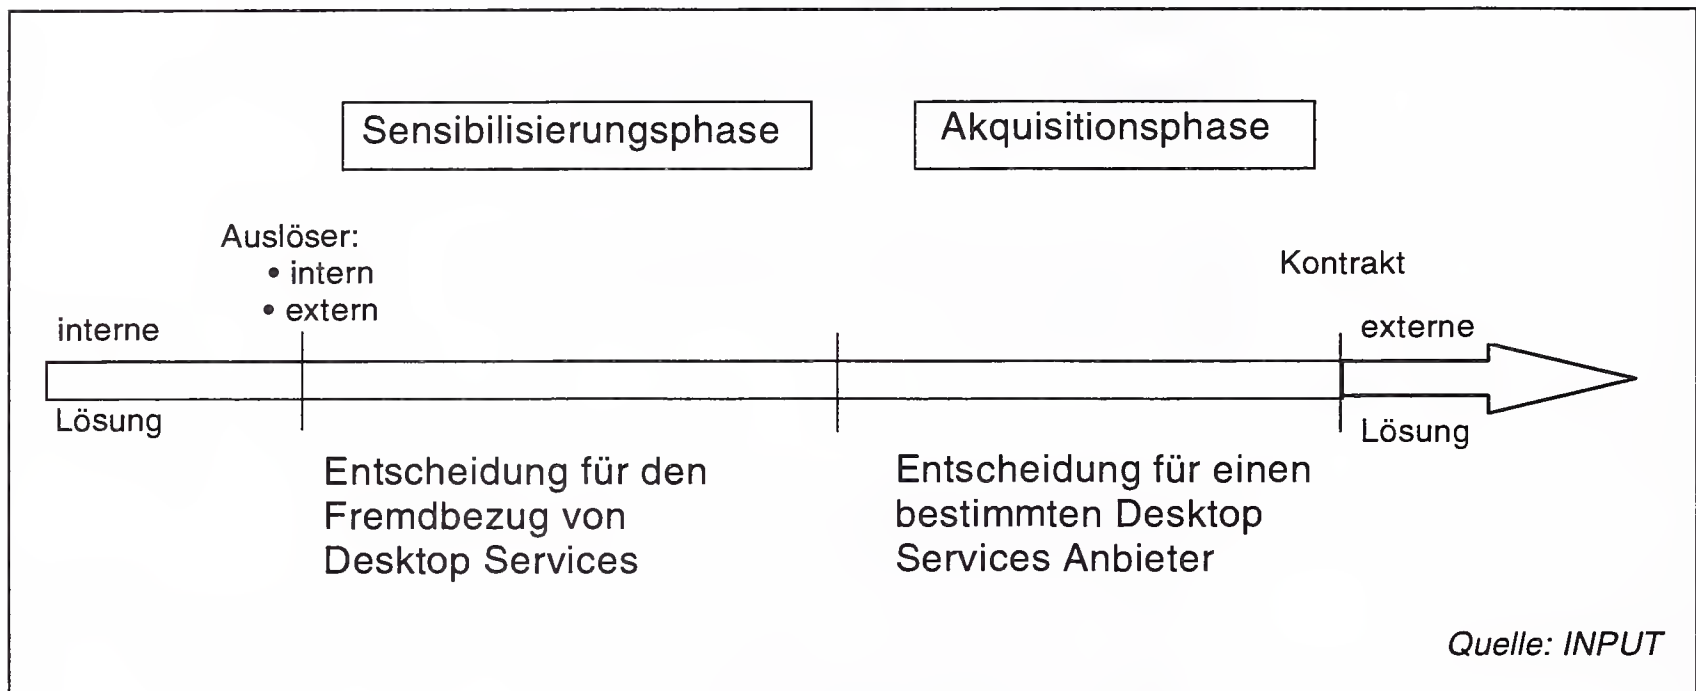 Sensibilisierungsphase
Akquisitionsphase
Auslöser:
• intern
• extern
Kontrakt
interne
Lösung
externe
Lösung
Entscheidung für den
Fremdbezug von
Desktop Services
Entscheidung für einen
bestimmten Desktop
Services Anbieter
Quelle: INPUT